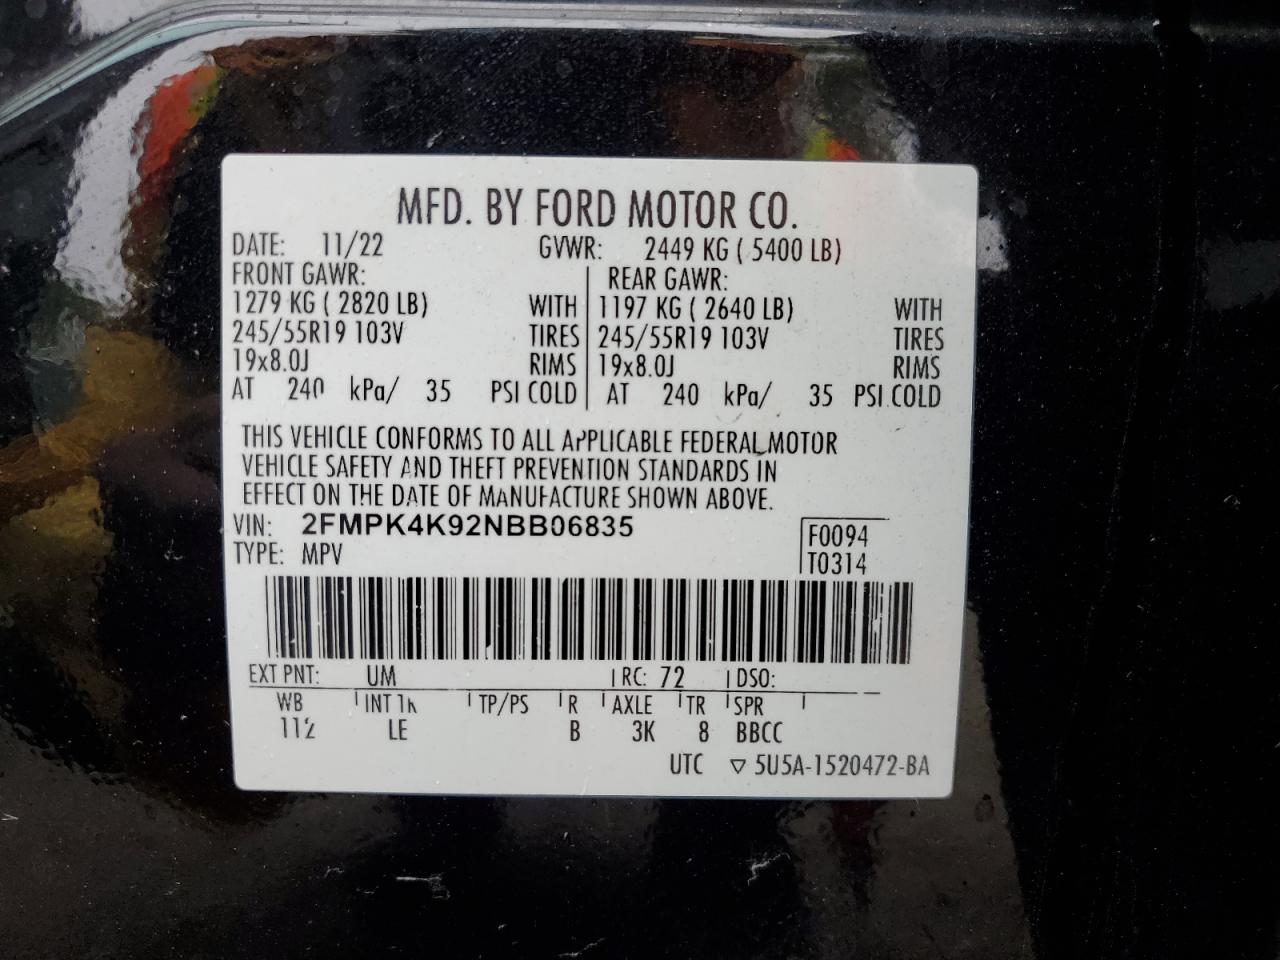 MFD. BY FORD MOTOR CO.
DATE: 11/22 GVWR: 2449 KG ( 5400 LB)
FRONT GAWR: REAR GAWR:
1279 KG ( 2820 LB) WITH 1197 KG ( 2640 LB) WITH
245/55R19 103V TIRES 245/55R19 103V TIRES
19x8.0J RIMS 19x8.0J RIMS
AT 240 kPa/ 35 PSI COLD AT 240 kPa/ 35 PSI COLD
THIS VEHICLE CONFORMS TO ALL APPLICABLE FEDERAL MOTOR
VEHICLE SAFETY AND THEFT PREVENTION STANDARDS IN
EFFECT ON THE DATE OF MANUFACTURE SHOWN ABOVE.
VIN: 2FMPK4K92NBB06835 F0094
TYPE: MPV T0314
EXT PNT: UM RC: 72 DSO:
WB INT TR TP/PS R AXLE TR SPR
112 LE B 3K 8 BBCC
UTC ▽ 5U5A-1520472-BA